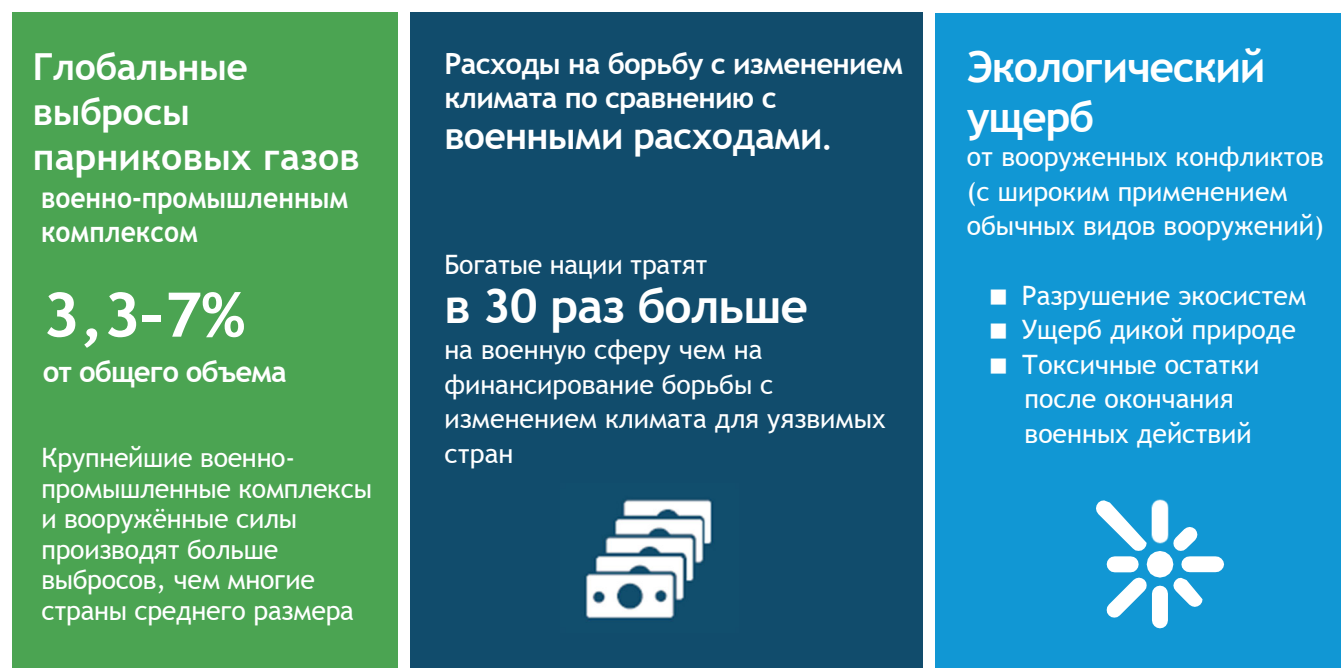 Глобальные
выбросы
парниковых газов
военно-промышленным
комплексом
3,3-7%
от общего объема
Крупнейшие военно-
промышленные комплексы
и вооружённые силы
производят больше
выбросов, чем многие
страны среднего размера
Расходы на борьбу с изменением
климата по сравнению с
военными расходами.
Богатые нации тратят
в 30 раз больше
на военную сферу чем на
финансирование борьбы с
изменением климата для уязвимых
стран
Экологический
ущерб
от вооруженных конфликтов
(с широким применением
обычных видов вооружений)
Разрушение экосистем
Ущерб дикой природе
Токсичные остатки
после окончания
военных действий